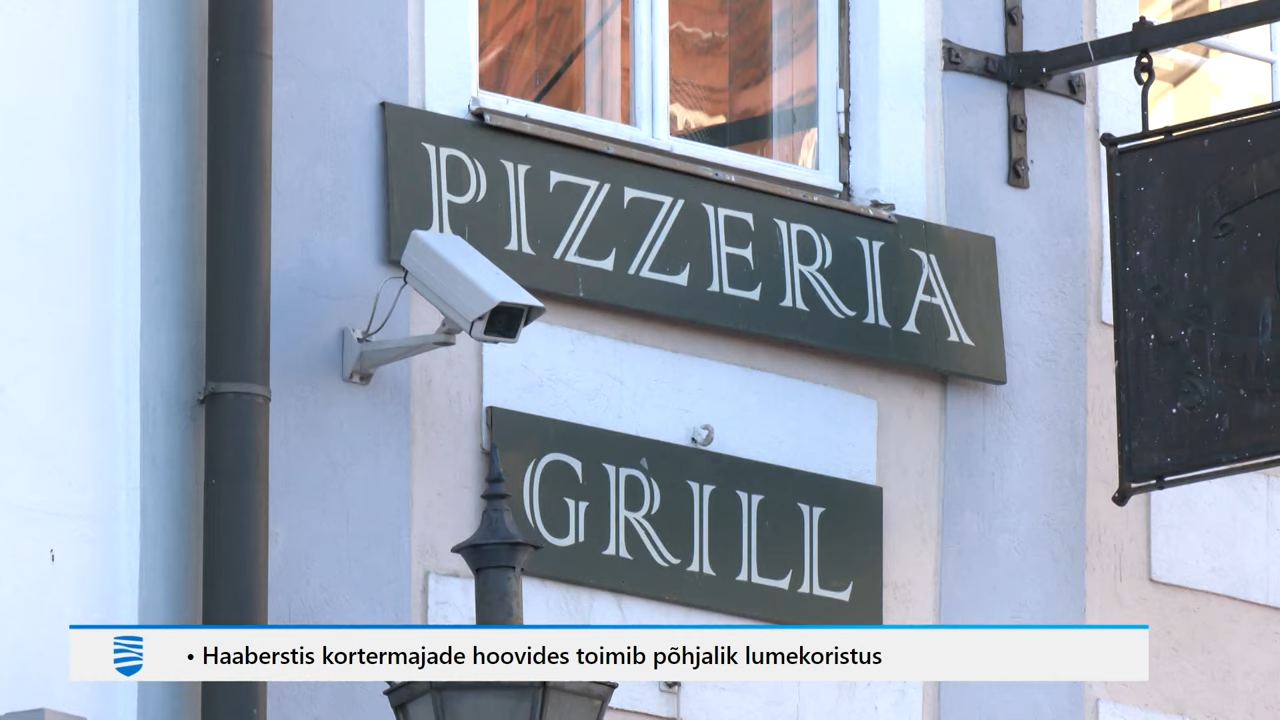 PIZZERIA
GRILL
• Haaberstis kortermajade hoovides toimib põhjalik lumekoristus